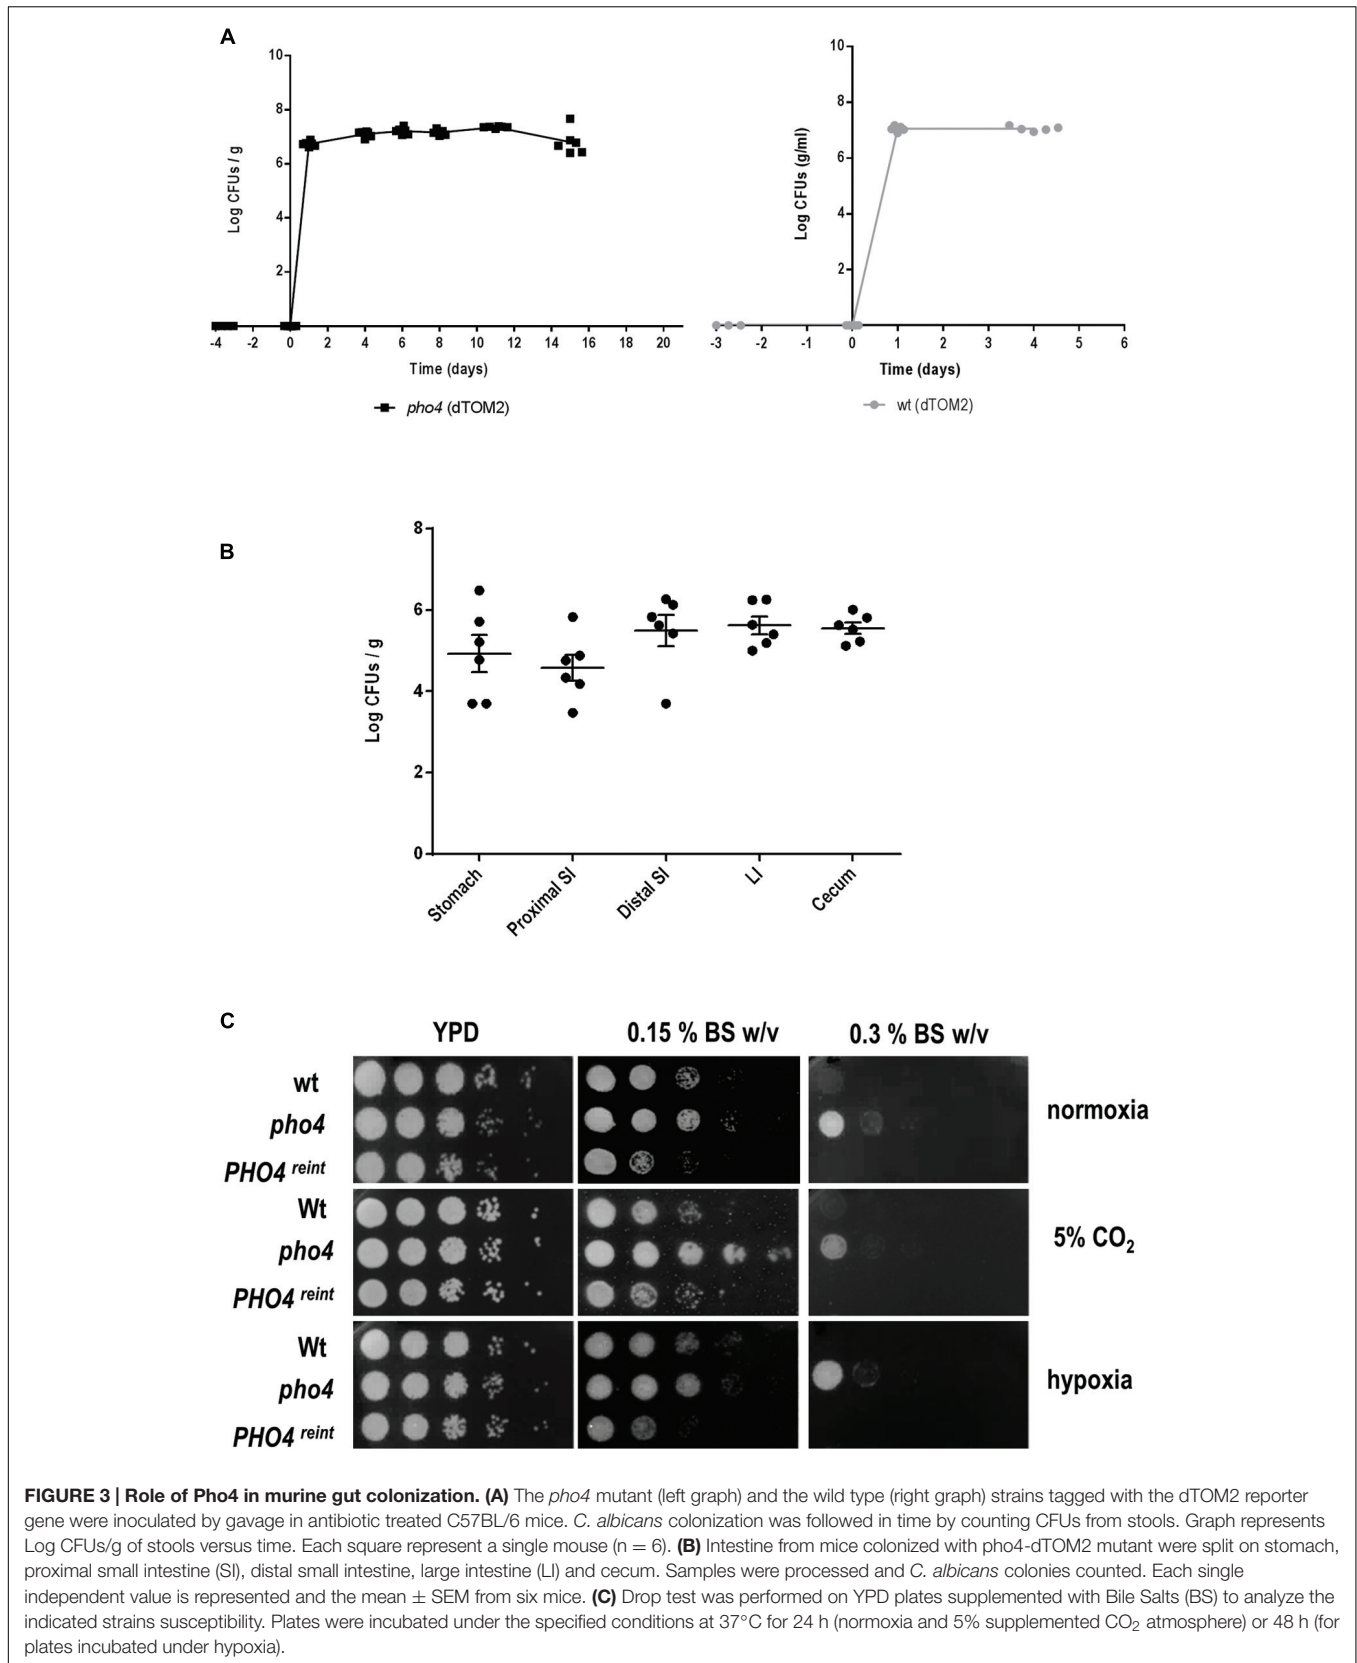 A
10
8
6
4
2
Log CFUs / g
-4 -2 0 2 4 6 8 10 12 14 16 18 20
Time (days)
pho4 (dTOM2)
10
8
6
4
2
Log CFUs (g/ml)
-3 -2 -1 0 1 2 3 4 5 6
Time (days)
wt (dTOM2)
B
8
6
4
2
0
Log CFUs / g
Stomach
Proximal SI
Distal SI
LI
Cecum
C
YPD 0.15 % BS w/v 0.3 % BS w/v
wt
pho4
PHO4 reint
normoxia
Wt
pho4
PHO4 reint
5% CO2
Wt
pho4
PHO4 reint
hypoxia
FIGURE 3 | Role of Pho4 in murine gut colonization. (A) The pho4 mutant (left graph) and the wild type (right graph) strains tagged with the dTOM2 reporter
gene were inoculated by gavage in antibiotic treated C57BL/6 mice. C. albicans colonization was followed in time by counting CFUs from stools. Graph represents
Log CFUs/g of stools versus time. Each square represent a single mouse (n = 6). (B) Intestine from mice colonized with pho4-dTOM2 mutant were split on stomach,
proximal small intestine (SI), distal small intestine, large intestine (LI) and cecum. Samples were processed and C. albicans colonies counted. Each single
independent value is represented and the mean ± SEM from six mice. (C) Drop test was performed on YPD plates supplemented with Bile Salts (BS) to analyze the
indicated strains susceptibility. Plates were incubated under the specified conditions at 37°C for 24 h (normoxia and 5% supplemented CO2 atmosphere) or 48 h (for
plates incubated under hypoxia).